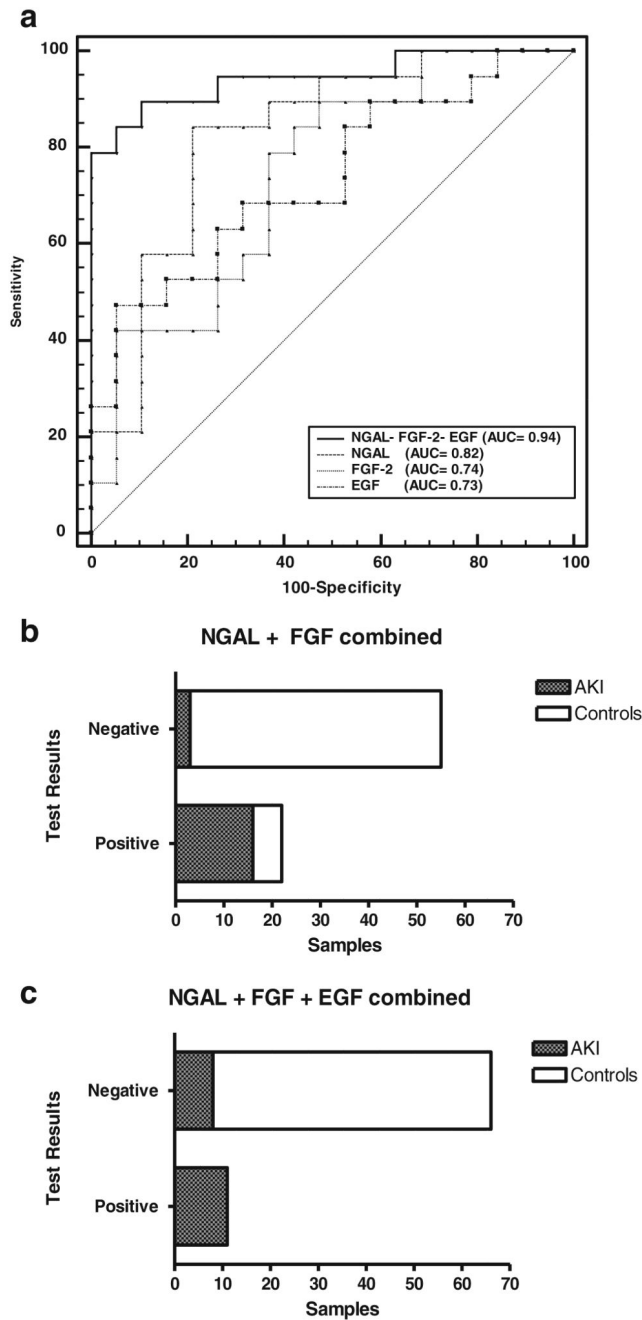 a
100
80
60
40
20
0
Sensitivity
NGAL- FGF-2- EGF (AUC= 0.94)
NGAL (AUC= 0.82)
FGF-2 (AUC= 0.74)
EGF (AUC= 0.73)
0 20 40 60 80 100
100-Specificity
b
NGAL + FGF combined
AKI
Controls
Test Results
Negative
Positive
0 10 20 30 40 50 60 70
Samples
c
NGAL + FGF + EGF combined
AKI
Controls
Test Results
Negative
Positive
0 10 20 30 40 50 60 70
Samples